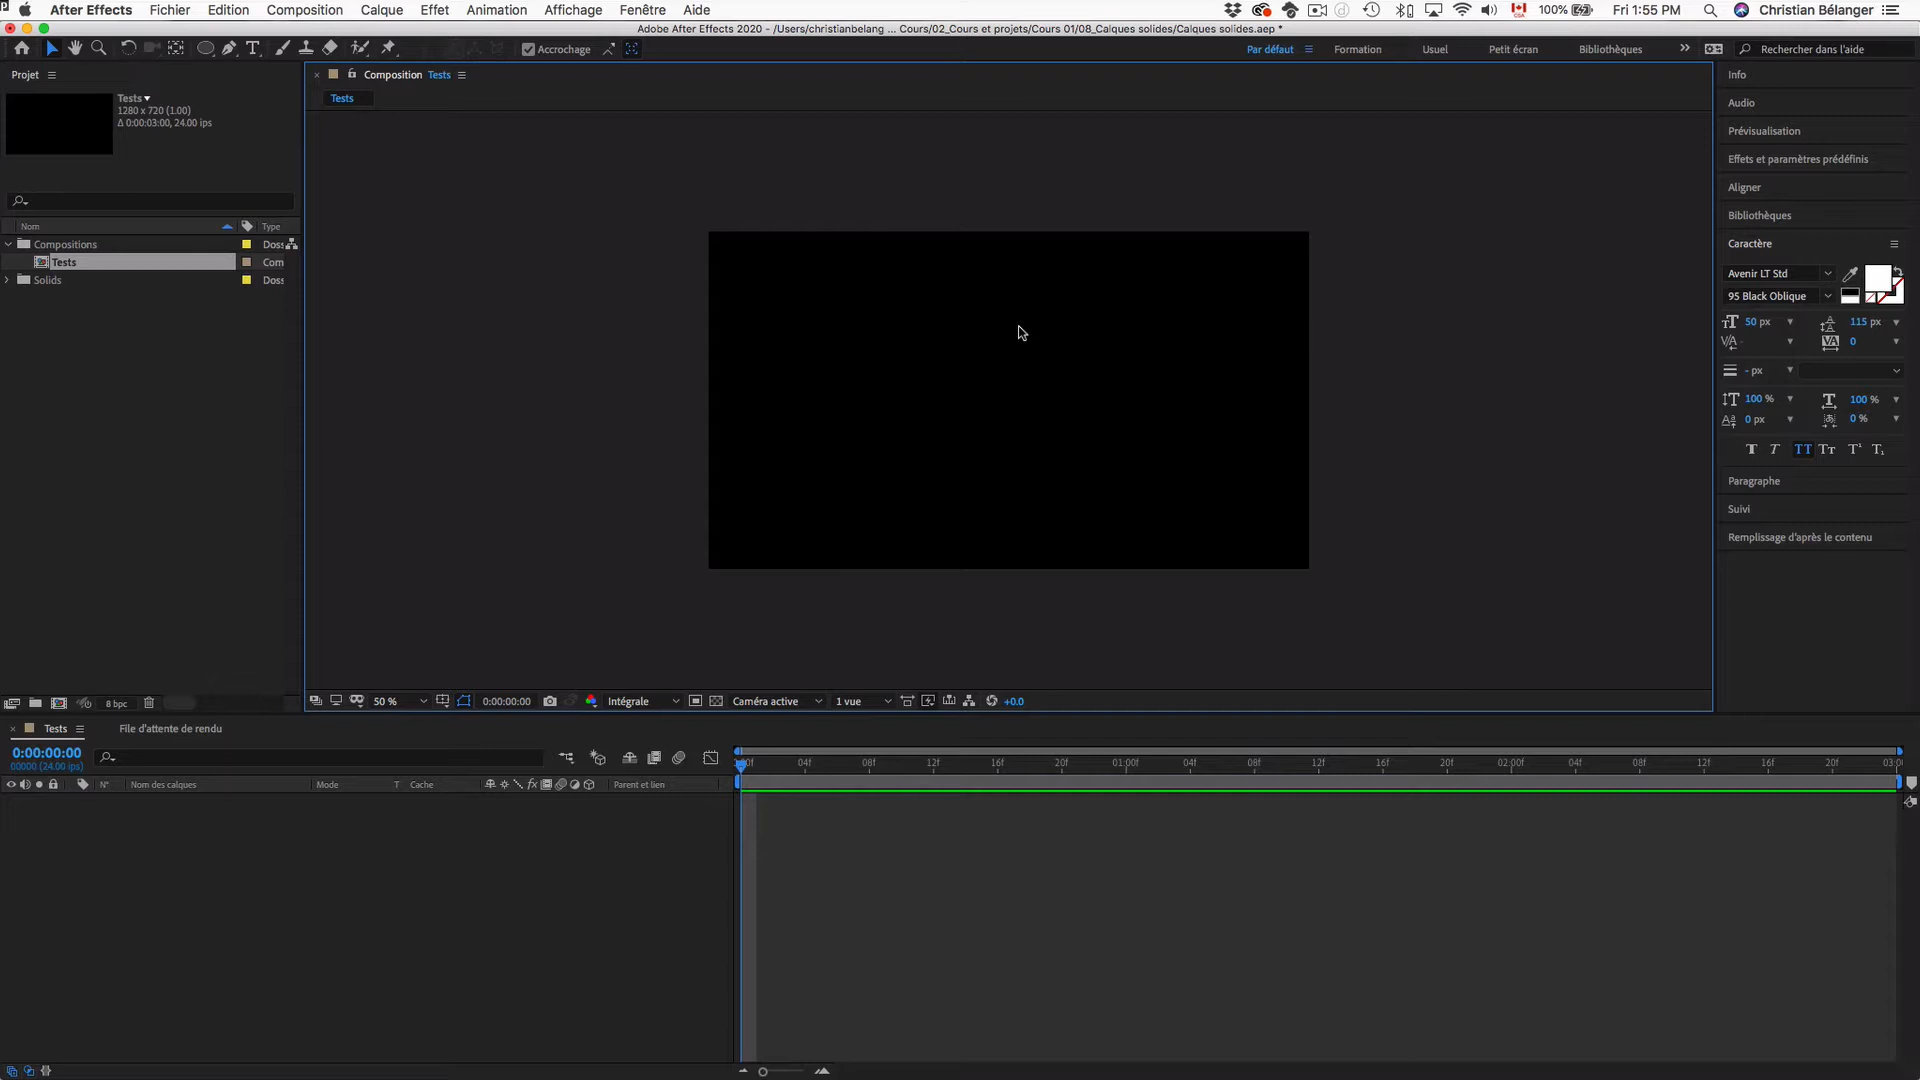 After Effects Fichier Edition Composition Calque Effet Animation Affichage Fenêtre Aide 100% Fri 1:55 PM Christian Bélanger
Adobe After Effects 2020 - /Users/christianbelang ... Cours/02_Cours et projets/Cours 01/08_Calques solides/Calques solides.aep *
Accrochage Par défaut Formation Usuel Petit écran Bibliothèques Rechercher dans l'aide
Projet
Composition Tests
Info
Tests
Tests
1280 x 720 (1.00)
Δ 0:00:03:00, 24.00 ips
Audio
Prévisualisation
Effets et paramètres prédéfinis
Aligner
Bibliothèques
Nom Type
Compositions Doss
Tests Com
Solids Doss
Caractère
Avenir LT Std
95 Black Oblique
50 px 115 px
0
- px
100 % 100 %
0 px 0 %
Paragraphe
Suivi
Remplissage d'après le contenu
8 bpc
50 % 0:00:00:00 Intégrale Caméra active 1 vue +0.0
Tests File d'attente de rendu
0:00:00:00
00000 (24.00 ips)
04f 08f 12f 16f 20f 01:00f 04f 08f 12f 16f 20f 02:00f 04f 08f 12f 16f 20f 03:0
N° Nom des calques Mode T Cache Parent et lien